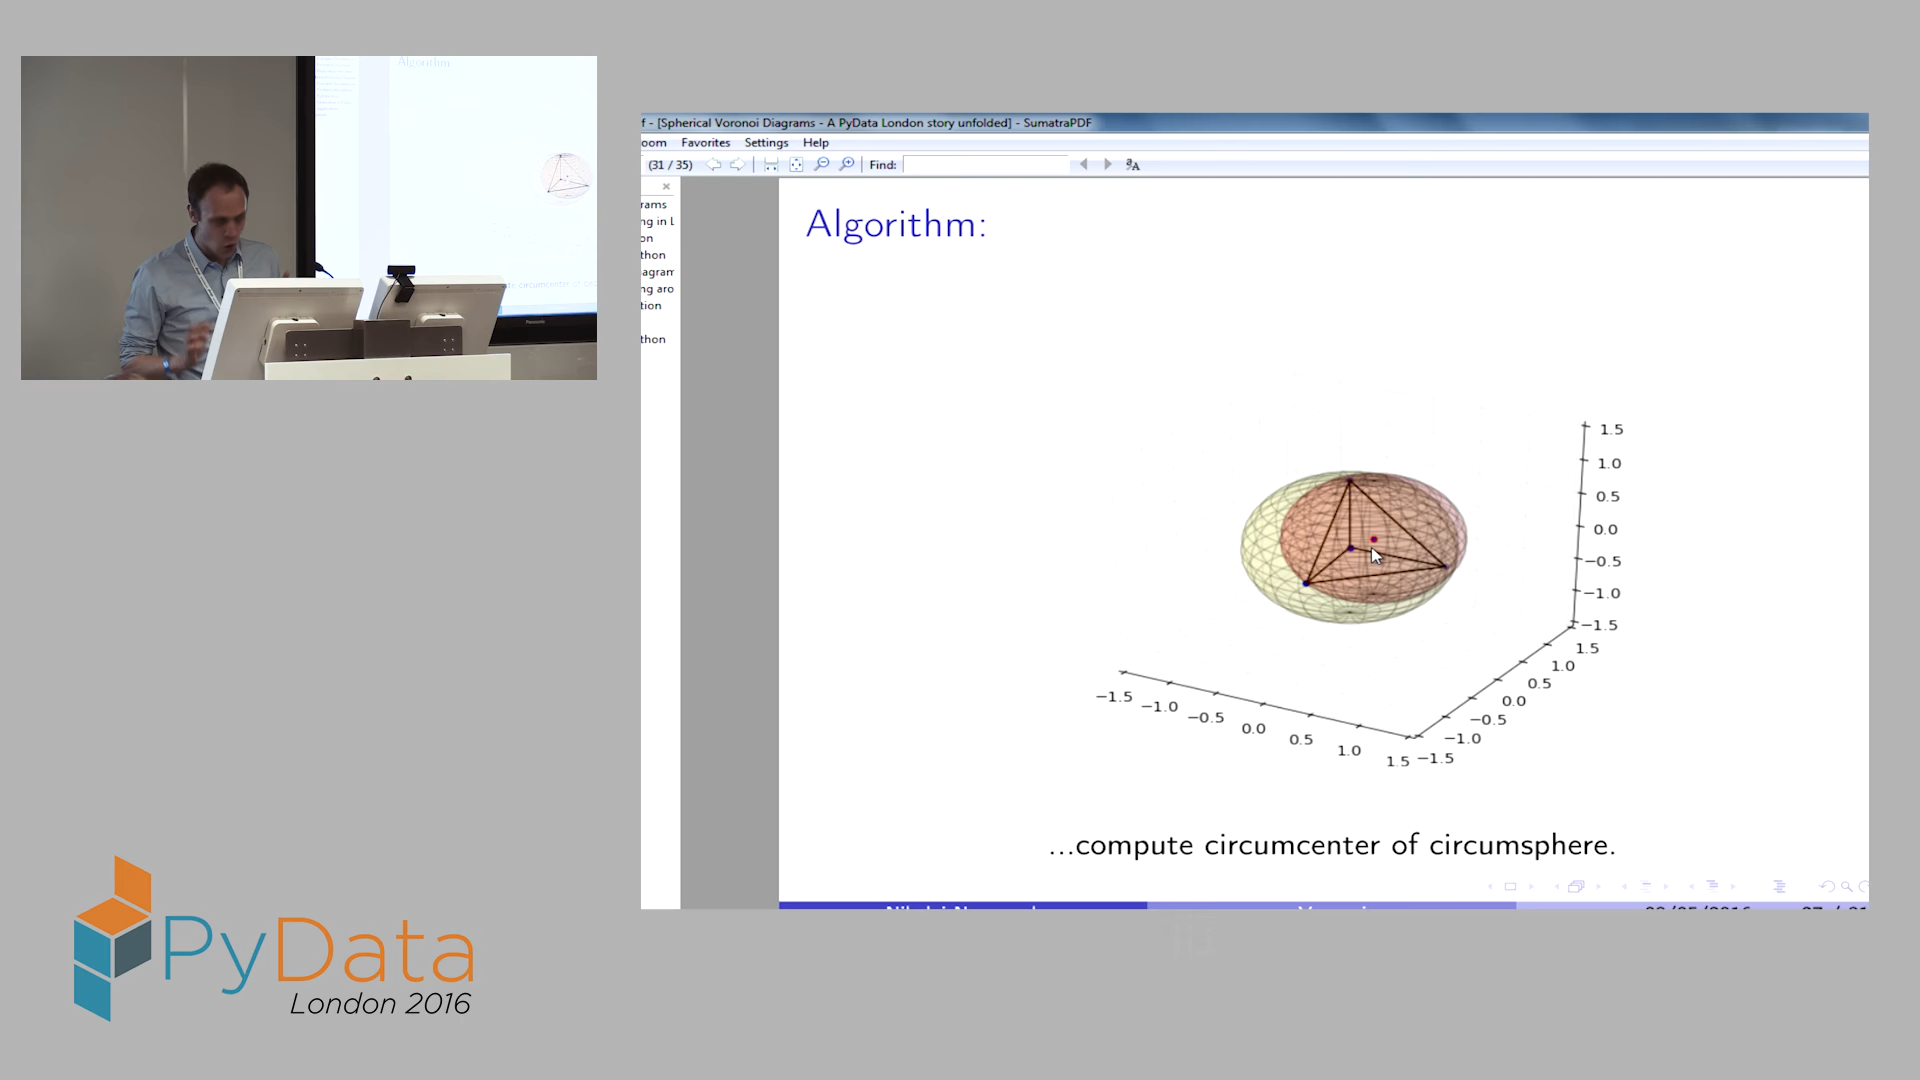 Algorithm
f - [Spherical Voronoi Diagrams - A PyData London story unfolded] - SumatraPDF
oom Favorites Settings Help
(31 / 35) Find:
rams
ng in L
on
thon
agram
ng aro
tion
thon
Algorithm:
1.5
1.0
0.5
0.0
−0.5
−1.0
−1.5
1.5
1.0
0.5
0.0
−0.5
−1.0
−1.5
−1.5
−1.0
−0.5
0.0
0.5
1.0
1.5
...compute circumcenter of circumsphere.
PyData
London 2016